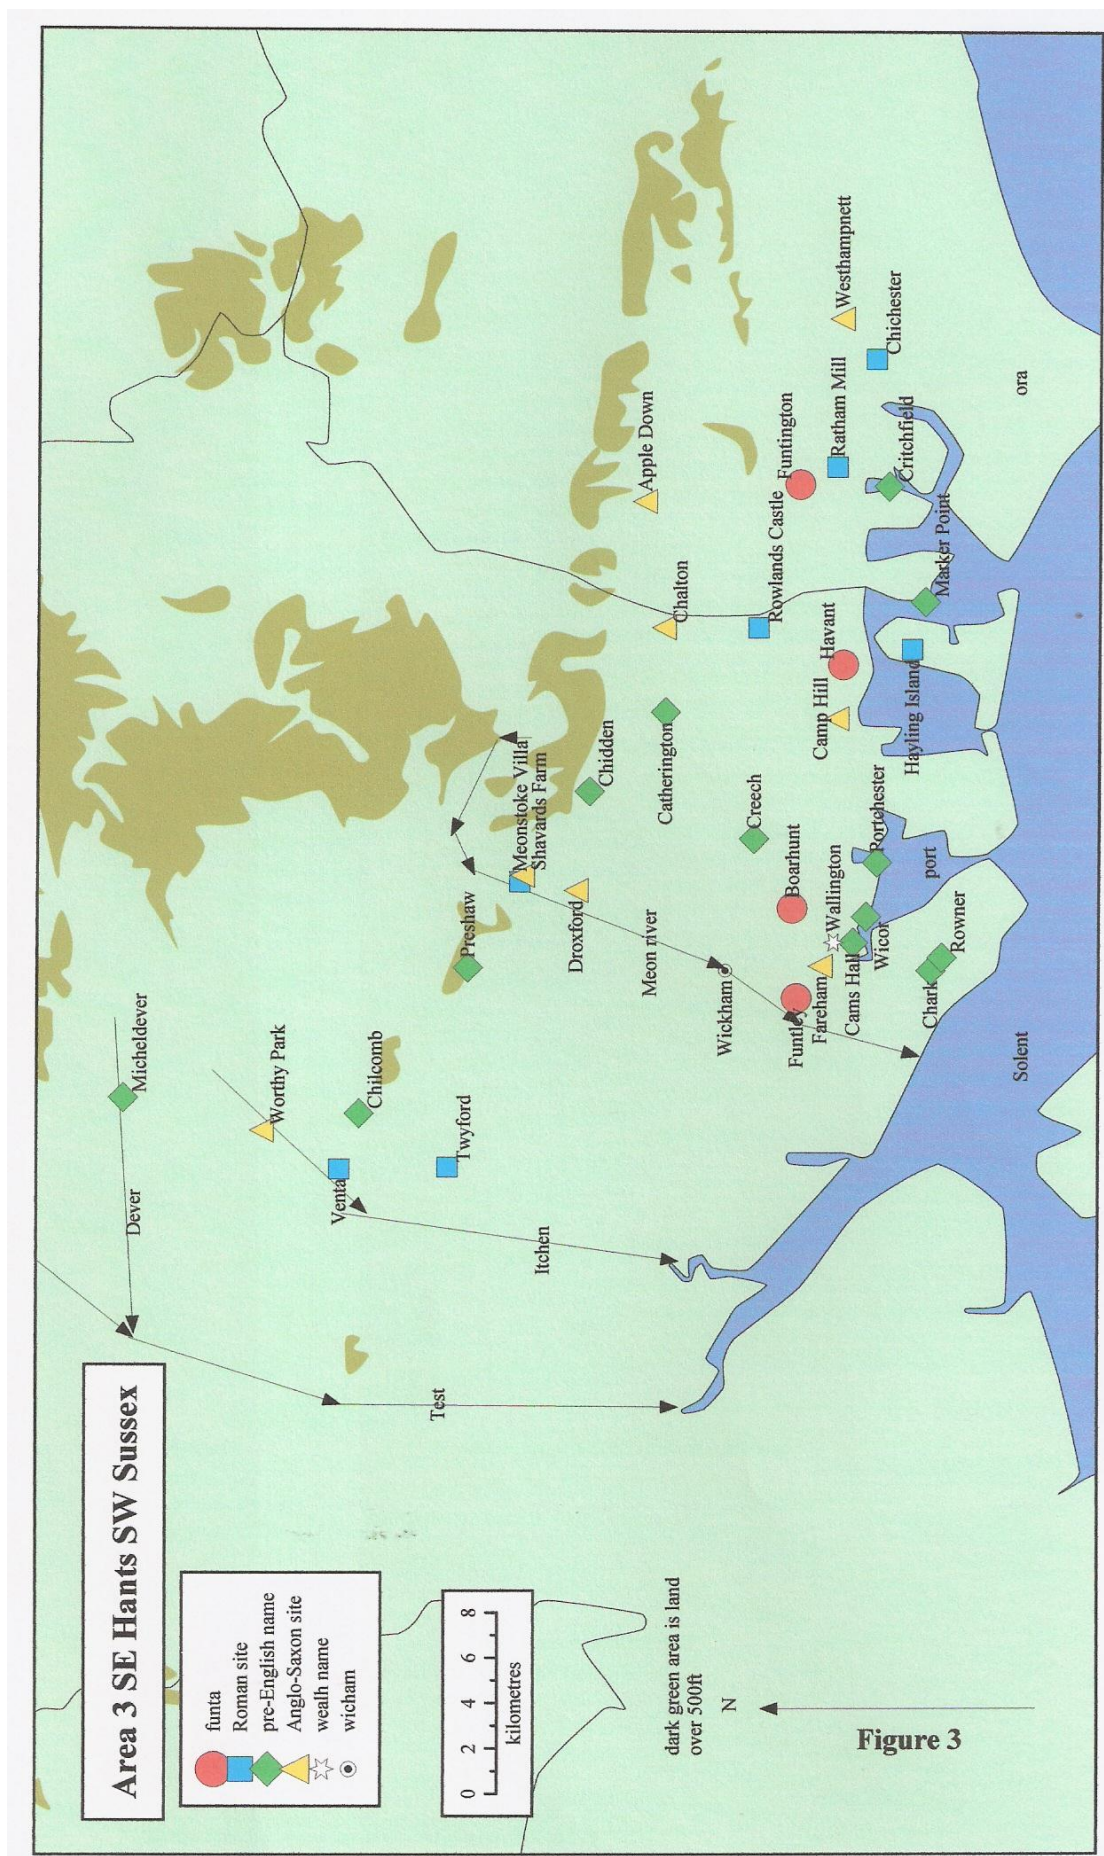 Area 3 SE Hants SW Sussex
funta
Roman site
pre-English name
Anglo-Saxon site
wealh name
wicham
0 2 4 6 8
kilometres
dark green area is land
over 500ft
N
Figure 3
Dever
Micheldever
Worthy Park
Venta
Chilcomb
Twyford
Test
Itchen
Preshaw
Meonstoke Villa
Shavards Farm
Droxford
Chidden
Meon river
Catherington
Chalton
Apple Down
Wickham
Creech
Rowlands Castle
Funtington
Boarhunt
Funtley
Fareham
Wallington
Cams Hall
Wicor
Portchester
Camp Hill
Havant
Ratham Mill
Westhampnett
Chichester
Critchfield
Marker Point
Hayling Island
port
Chark
Rowner
Solent
ora